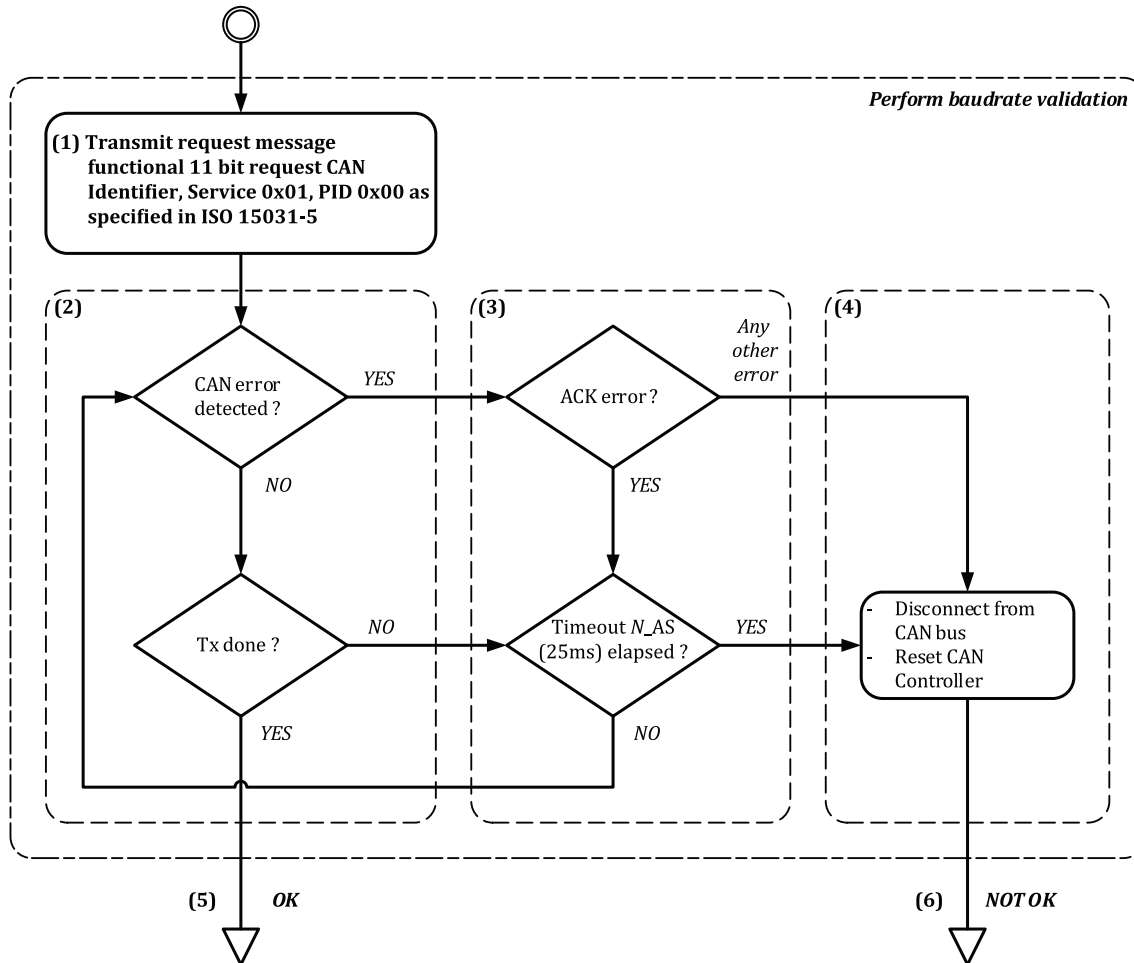 Perform baudrate validation
(1) Transmit request message
functional 11 bit request CAN
Identifier, Service 0x01, PID 0x00 as
specified in ISO 15031-5
(2)
(3)
(4)
Any
other
error
CAN error
detected ?
YES
ACK error ?
NO
YES
Tx done ?
NO
Timeout N_AS
(25ms) elapsed ?
YES
- Disconnect from
CAN bus
- Reset CAN
Controller
YES
NO
(5) OK
(6) NOT OK